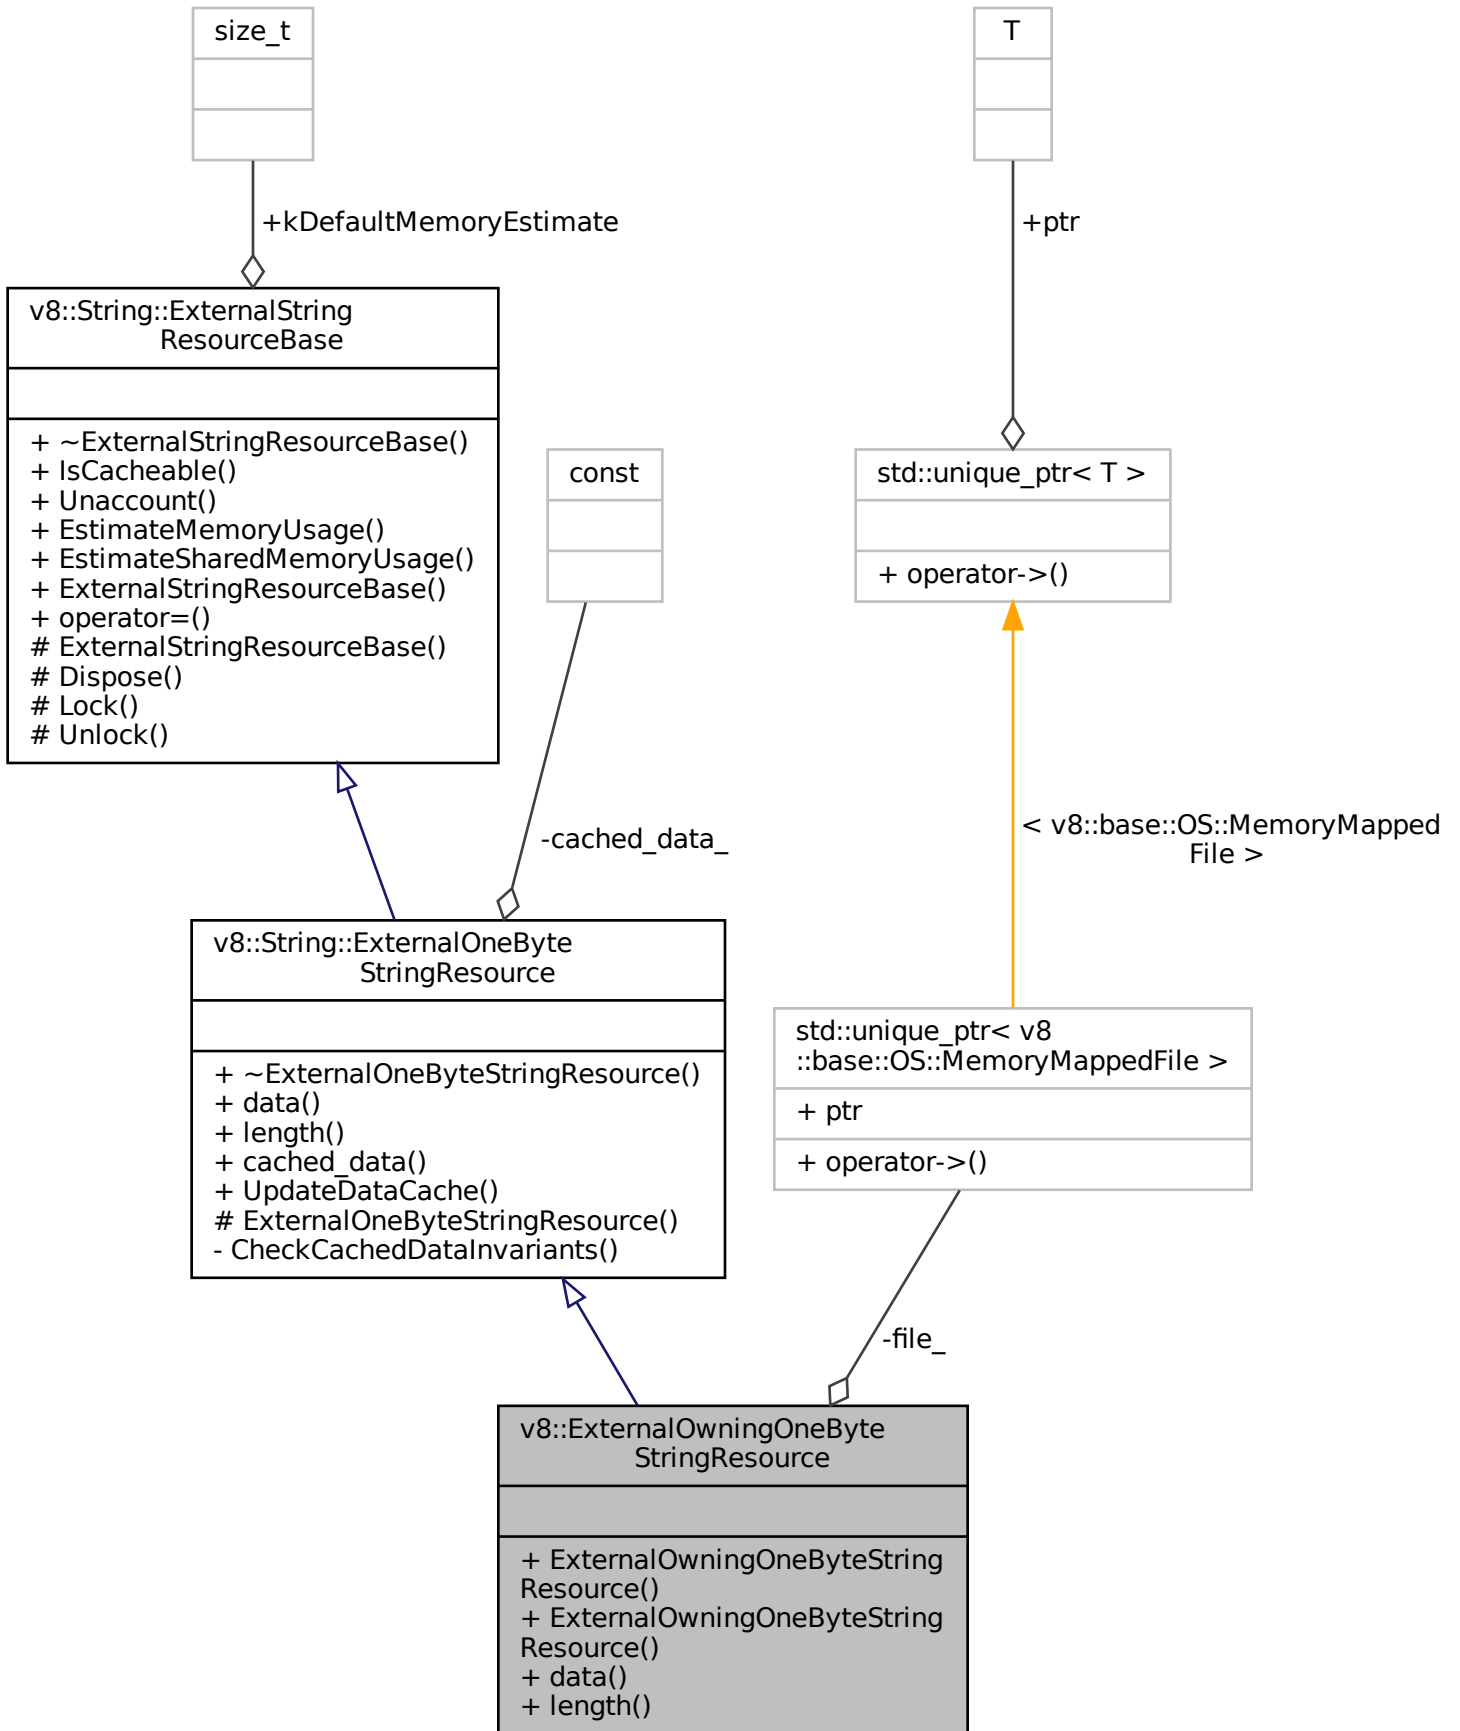 size_t
T
+kDefaultMemoryEstimate
+ptr
v8::String::ExternalString
ResourceBase
+ ~ExternalStringResourceBase()
+ IsCacheable()
+ Unaccount()
+ EstimateMemoryUsage()
+ EstimateSharedMemoryUsage()
+ ExternalStringResourceBase()
+ operator=()
# ExternalStringResourceBase()
# Dispose()
# Lock()
# Unlock()
const
std::unique_ptr< T >
+ operator->()
-cached_data_
< v8::base::OS::MemoryMapped
File >
v8::String::ExternalOneByte
StringResource
+ ~ExternalOneByteStringResource()
+ data()
+ length()
+ cached_data()
+ UpdateDataCache()
# ExternalOneByteStringResource()
- CheckCachedDataInvariants()
std::unique_ptr< v8
::base::OS::MemoryMappedFile >
+ ptr
+ operator->()
-file_
v8::ExternalOwningOneByte
StringResource
+ ExternalOwningOneByteString
Resource()
+ ExternalOwningOneByteString
Resource()
+ data()
+ length()